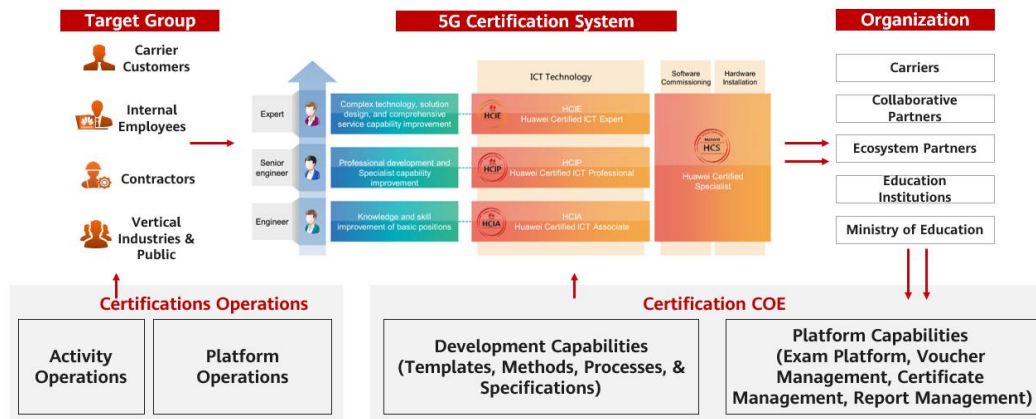 Target Group
5G Certification System
Organization
Carrier
Customers
Internal
Employees
Contractors
Vertical
Industries &
Public
ICT Technology
Software
Commissioning
Hardware
Installation
Expert
Complex technology, solution
design, and comprehensive
service capability improvement
HCIE
HCIE
Huawei Certified ICT Expert
Senior
engineer
Professional development and
Specialist capability
improvement
HCIP
HCIP
Huawei Certified ICT Professional
Engineer
Knowledge and skill
improvement of basic positions
HCIA
HCIA
Huawei Certified ICT Associate
HCS
Huawei Certified
Specialist
Carriers
Collaborative
Partners
Ecosystem Partners
Education
Institutions
Ministry of Education
Certifications Operations
Activity
Operations
Platform
Operations
Certification COE
Development Capabilities
(Templates, Methods, Processes, &
Specifications)
Platform Capabilities
(Exam Platform, Voucher
Management, Certificate
Management, Report Management)